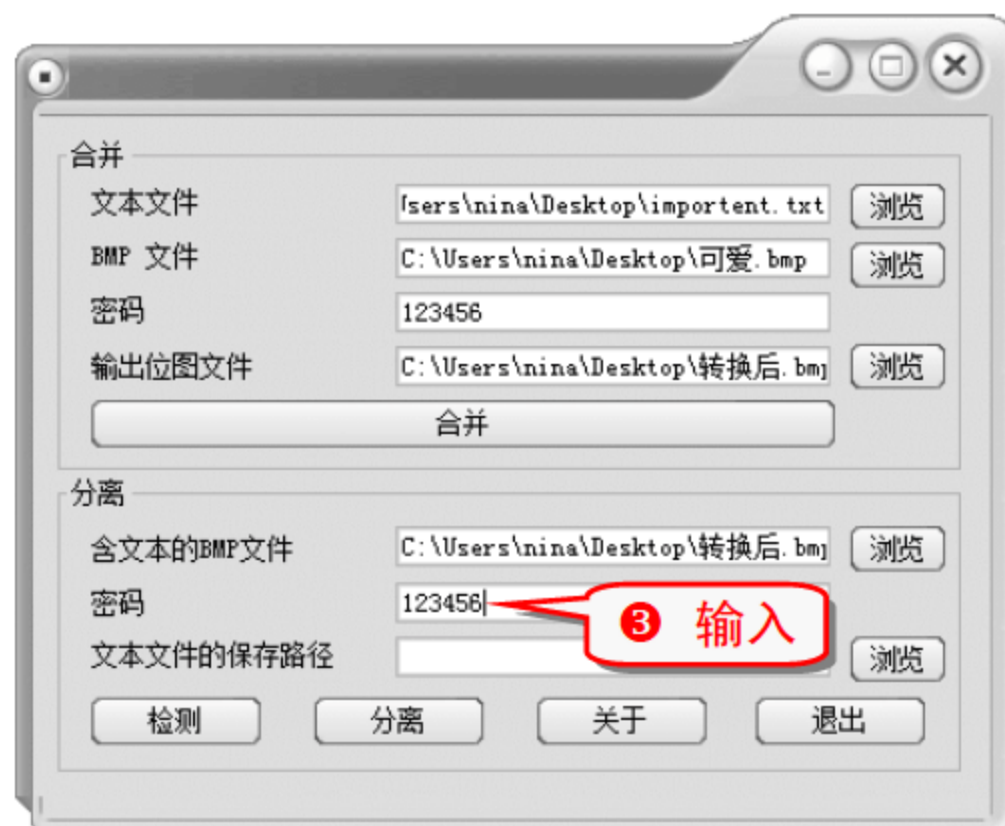 合并
文本文件 sers\nina\Desktop\importent.txt 浏览
BMP 文件 C:\Users\nina\Desktop\可爱.bmp 浏览
密码 123456
输出位图文件 C:\Users\nina\Desktop\转换后.bm 浏览
合并
分离
含文本的BMP文件 C:\Users\nina\Desktop\转换后.bm 浏览
密码 123456 ❸ 输入
文本文件的保存路径 浏览
检测 分离 关于 退出